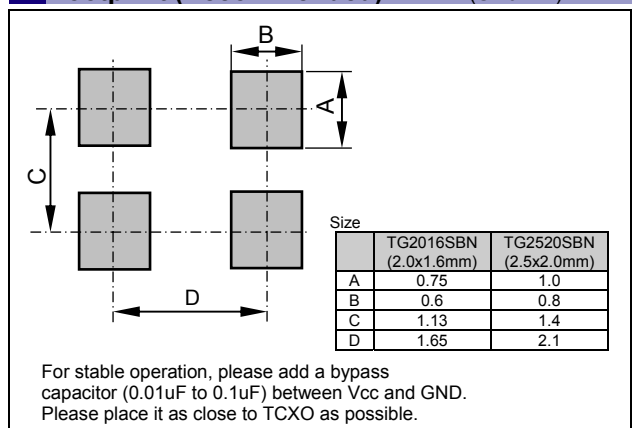 B
A
C
D
Size
TG2016SBN TG2520SBN
(2.0x1.6mm) (2.5x2.0mm)
A 0.75 1.0
B 0.6 0.8
C 1.13 1.4
D 1.65 2.1
For stable operation, please add a bypass
capacitor (0.01uF to 0.1uF) between Vcc and GND.
Please place it as close to TCXO as possible.